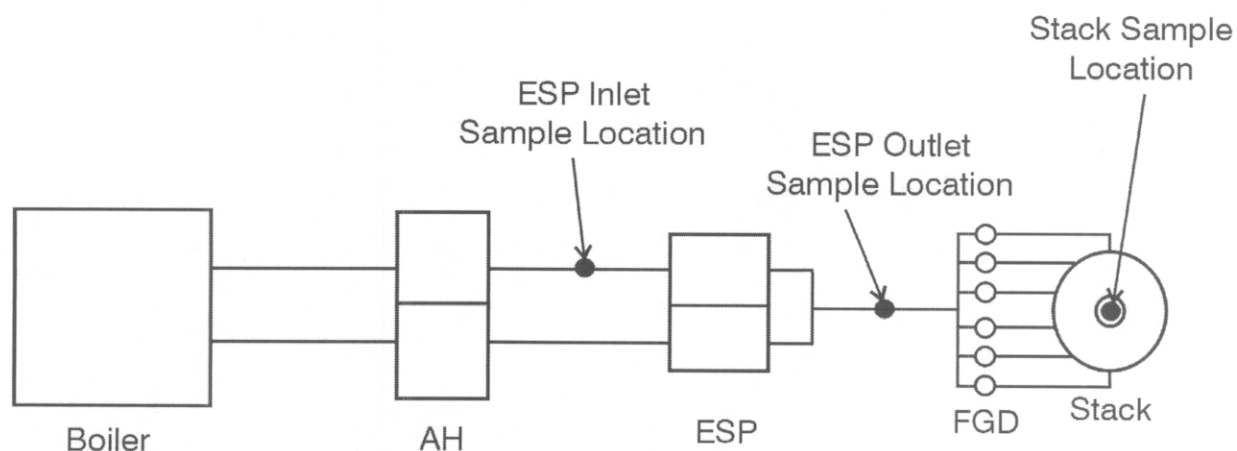 Stack Sample
Location
ESP Inlet
Sample Location
ESP Outlet
Sample Location
Boiler
AH
ESP
FGD
Stack